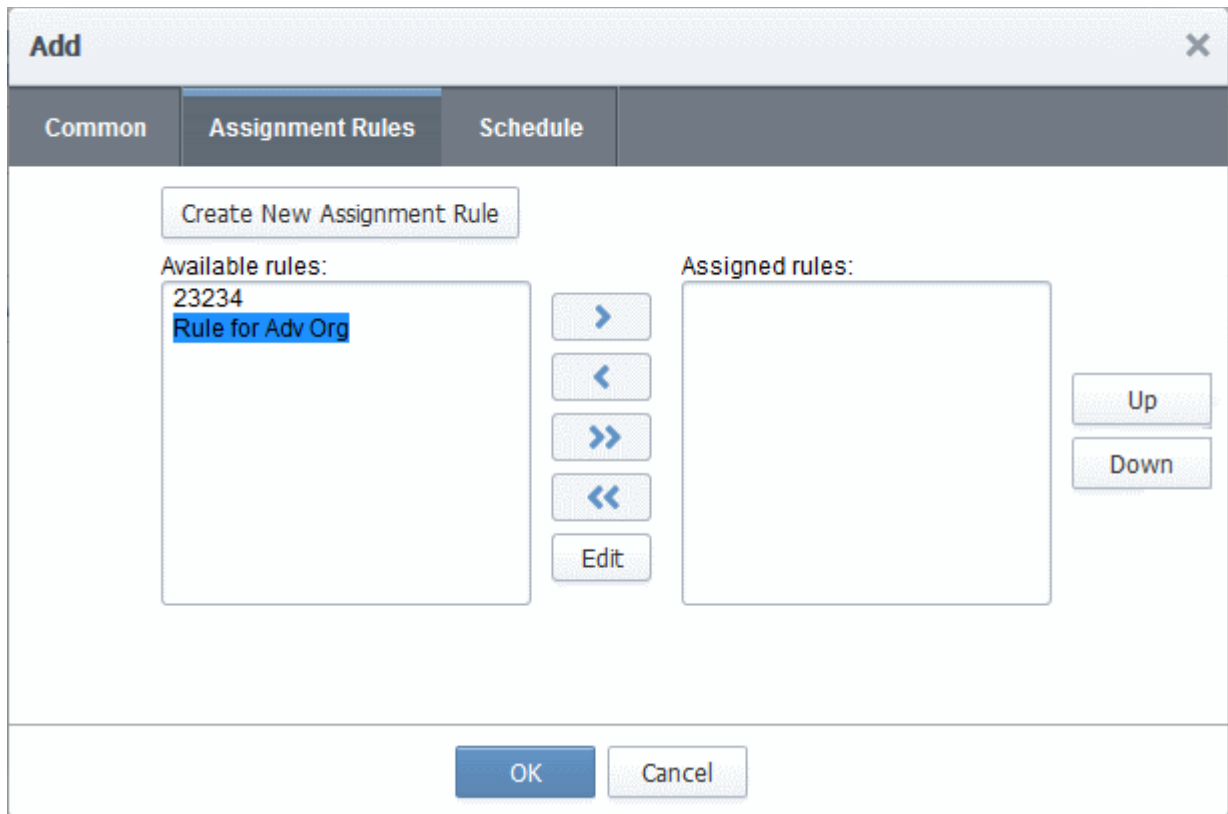 Add
Common Assignment Rules Schedule
Create New Assignment Rule
Available rules: Assigned rules:
23234
Rule for Adv Org
Up
Down
Edit
OK Cancel